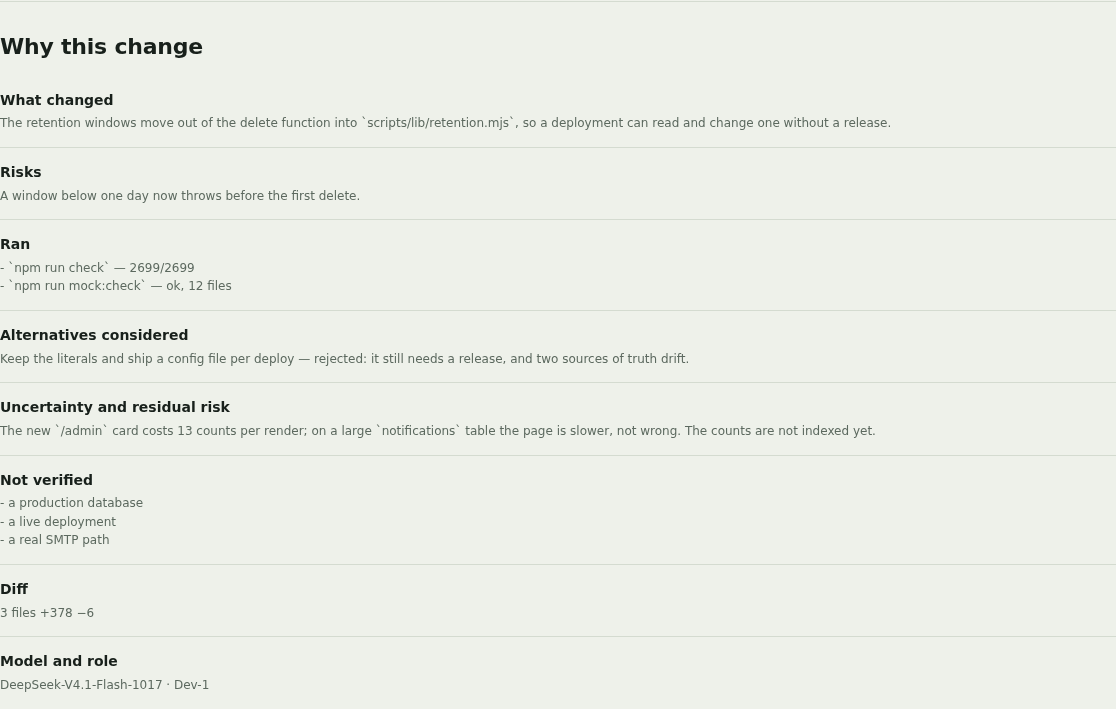 Why this change
What changed
The retention windows move out of the delete function into `scripts/lib/retention.mjs`, so a deployment can read and change one without a release.
Risks
A window below one day now throws before the first delete.
Ran
- `npm run check` — 2699/2699
- `npm run mock:check` — ok, 12 files
Alternatives considered
Keep the literals and ship a config file per deploy — rejected: it still needs a release, and two sources of truth drift.
Uncertainty and residual risk
The new `/admin` card costs 13 counts per render; on a large `notifications` table the page is slower, not wrong. The counts are not indexed yet.
Not verified
- a production database
- a live deployment
- a real SMTP path
Diff
3 files +378 −6
Model and role
DeepSeek-V4.1-Flash-1017 · Dev-1